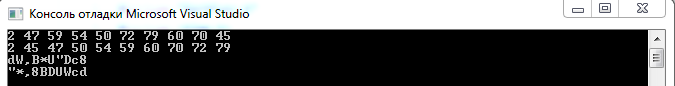 Консоль отладки Microsoft Visual Studio
2 47 59 54 50 72 79 60 70 45
2 45 47 50 54 59 60 70 72 79
dW,B*U"Dc8
"*,8BDUWcd